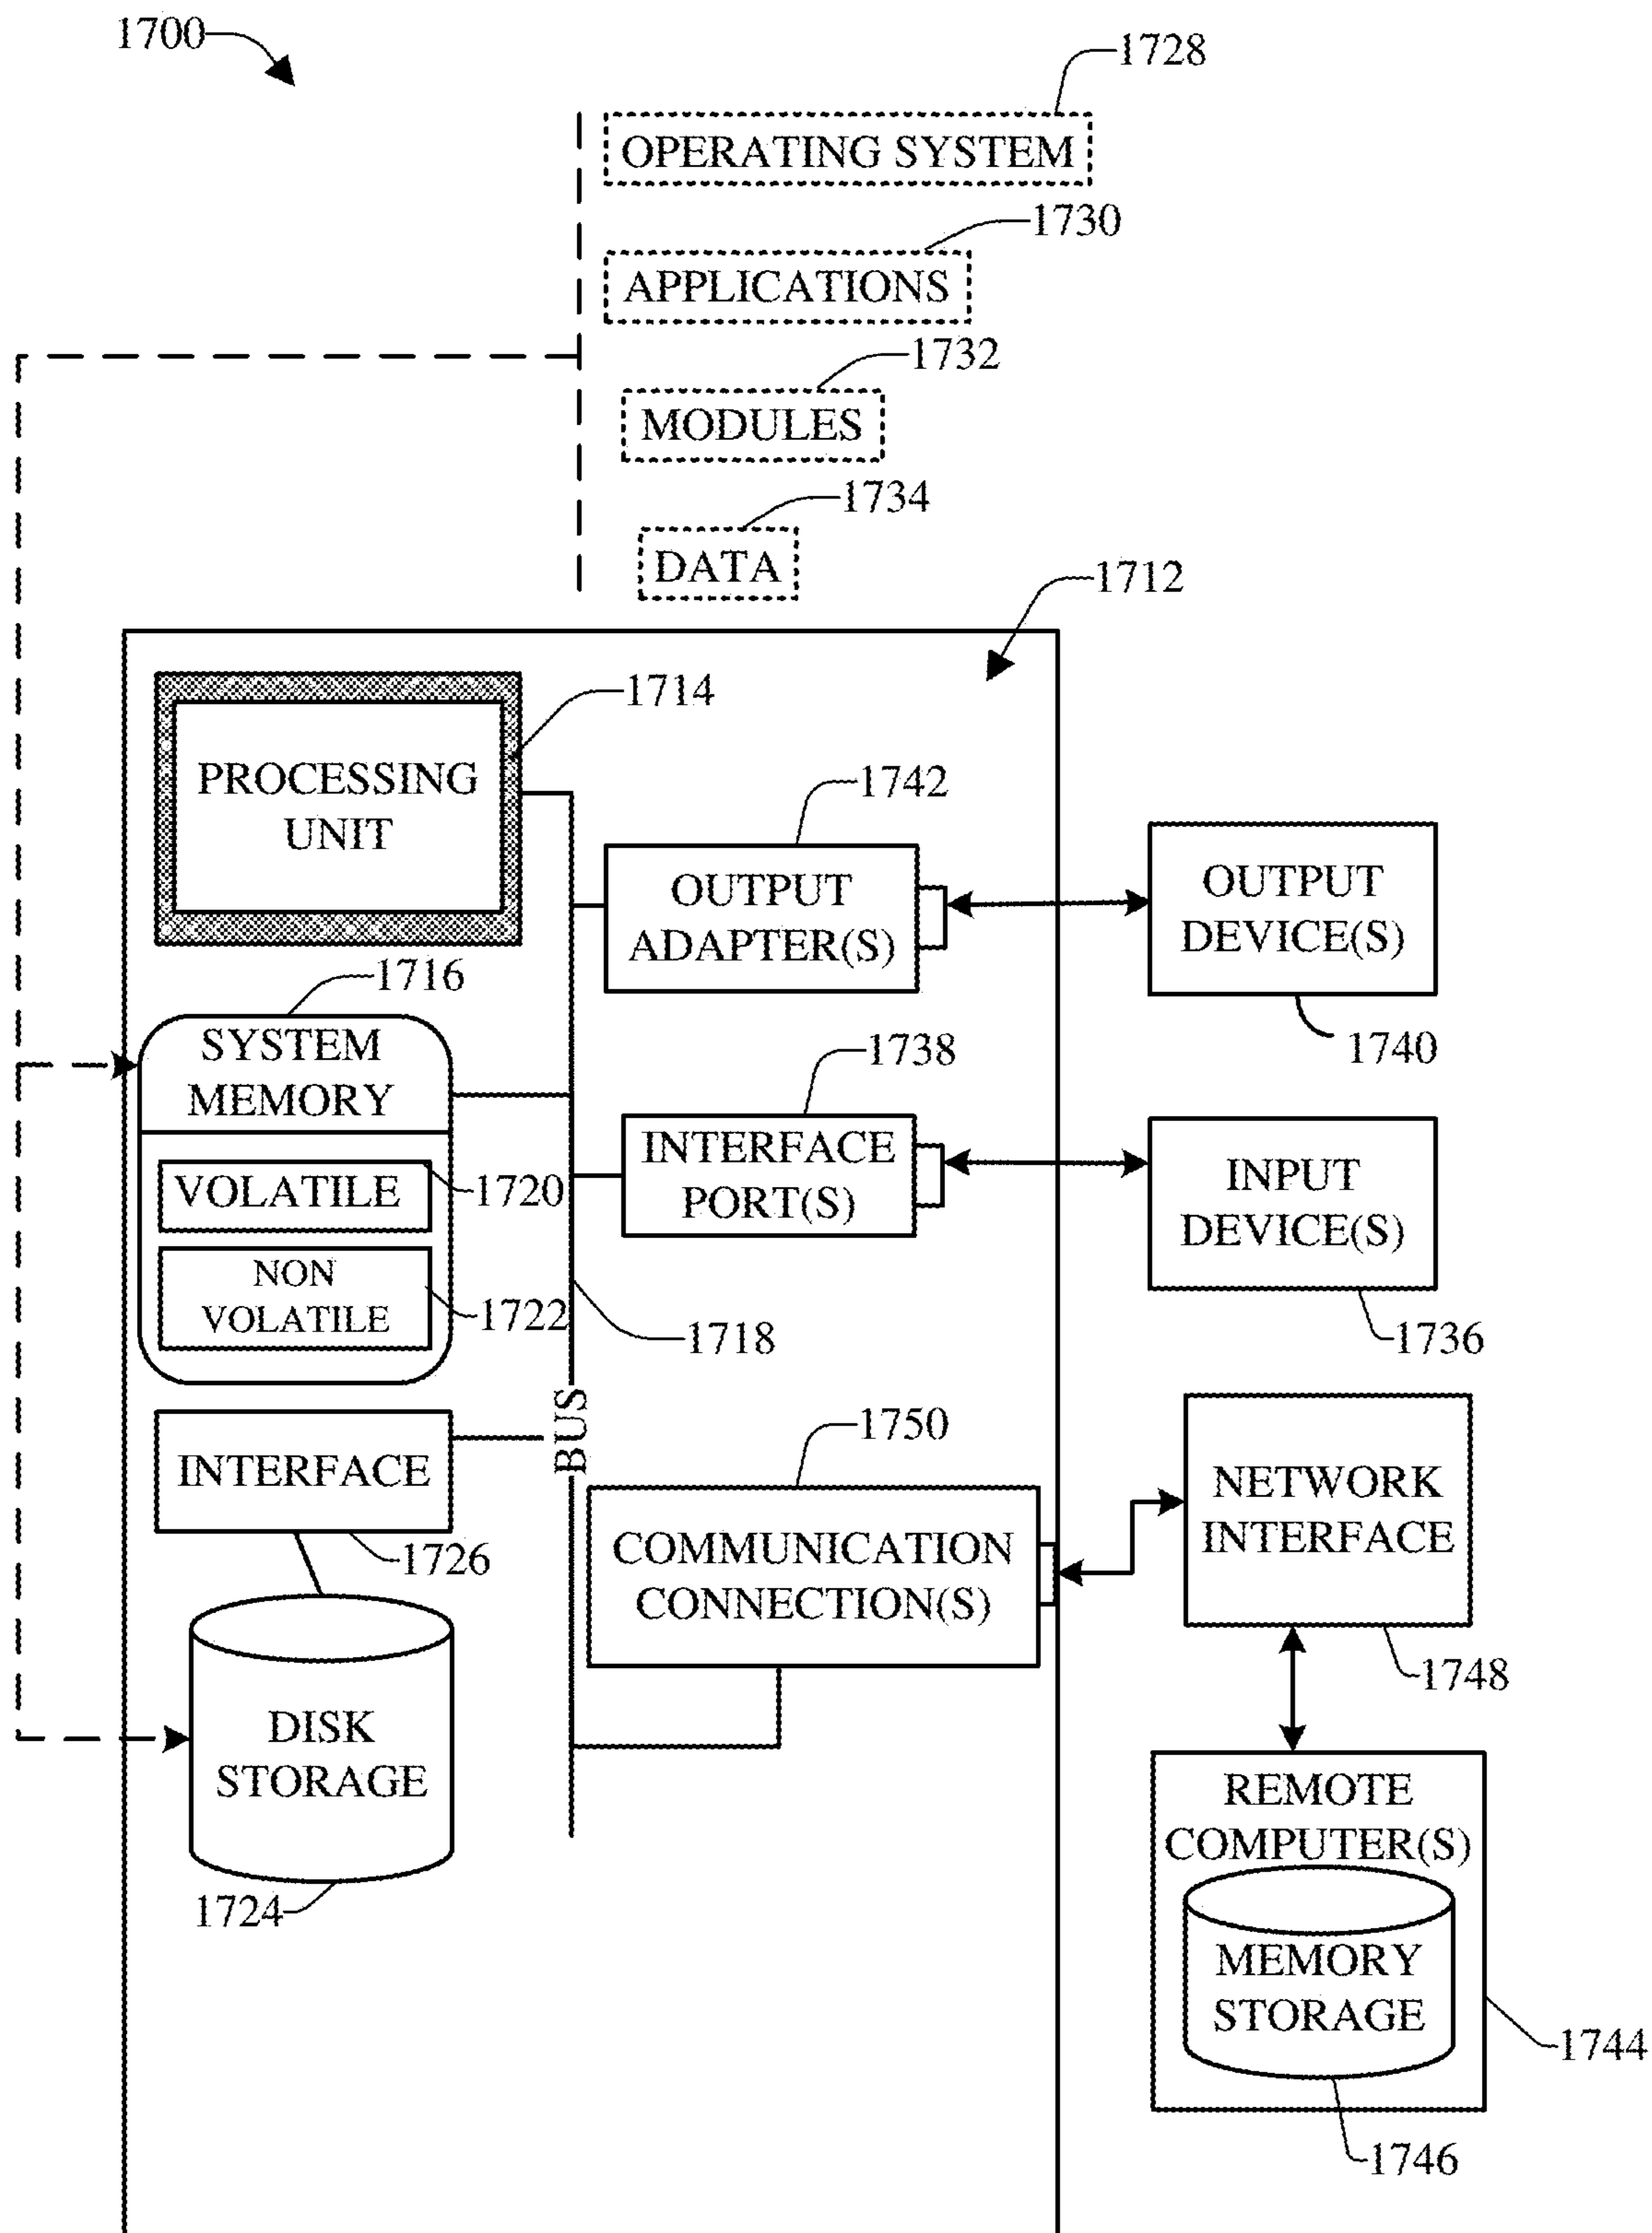 1700
1728
OPERATING SYSTEM
1730
APPLICATIONS
1732
MODULES
1734
DATA
1712
1714
PROCESSING
UNIT
1742
OUTPUT
ADAPTER(S)
OUTPUT
DEVICE(S)
1740
1716
SYSTEM
MEMORY
1738
INTERFACE
PORT(S)
INPUT
DEVICE(S)
1736
VOLATILE
1720
NON
VOLATILE
1722
1718
BUS
INTERFACE
1726
1750
COMMUNICATION
CONNECTION(S)
NETWORK
INTERFACE
1748
DISK
STORAGE
1724
REMOTE
COMPUTER(S)
MEMORY
STORAGE
1744
1746